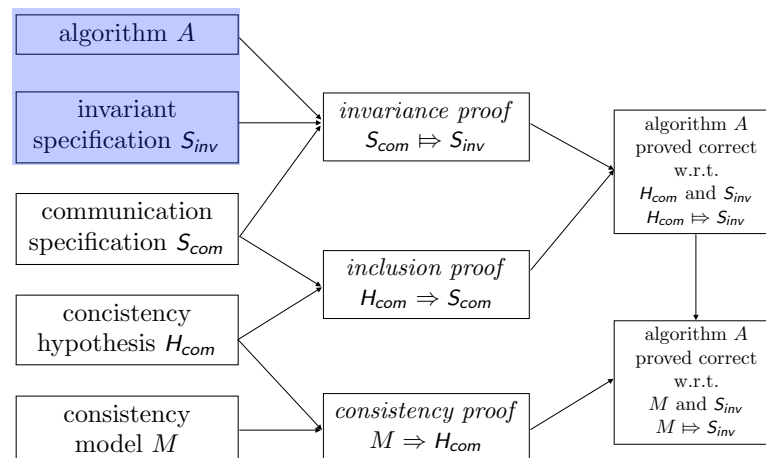 algorithm A
invariant
specification S_inv
communication
specification S_com
concistency
hypothesis H_com
consistency
model M
invariance proof
S_com ⤇ S_inv
inclusion proof
H_com ⇒ S_com
consistency proof
M ⇒ H_com
algorithm A
proved correct
w.r.t.
H_com and S_inv
H_com ⤇ S_inv
algorithm A
proved correct
w.r.t.
M and S_inv
M ⤇ S_inv